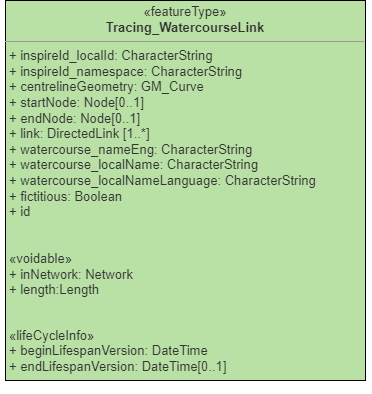 «featureType»
Tracing_WatercourseLink
+ inspireId_localId: CharacterString
+ inspireId_namespace: CharacterString
+ centrelineGeometry: GM_Curve
+ startNode: Node[0..1]
+ endNode: Node[0..1]
+ link: DirectedLink [1..*]
+ watercourse_nameEng: CharacterString
+ watercourse_localName: CharacterString
+ watercourse_localNameLanguage: CharacterString
+ fictitious: Boolean
+ id
«voidable»
+ inNetwork: Network
+ length:Length
«lifeCycleInfo»
+ beginLifespanVersion: DateTime
+ endLifespanVersion: DateTime[0..1]